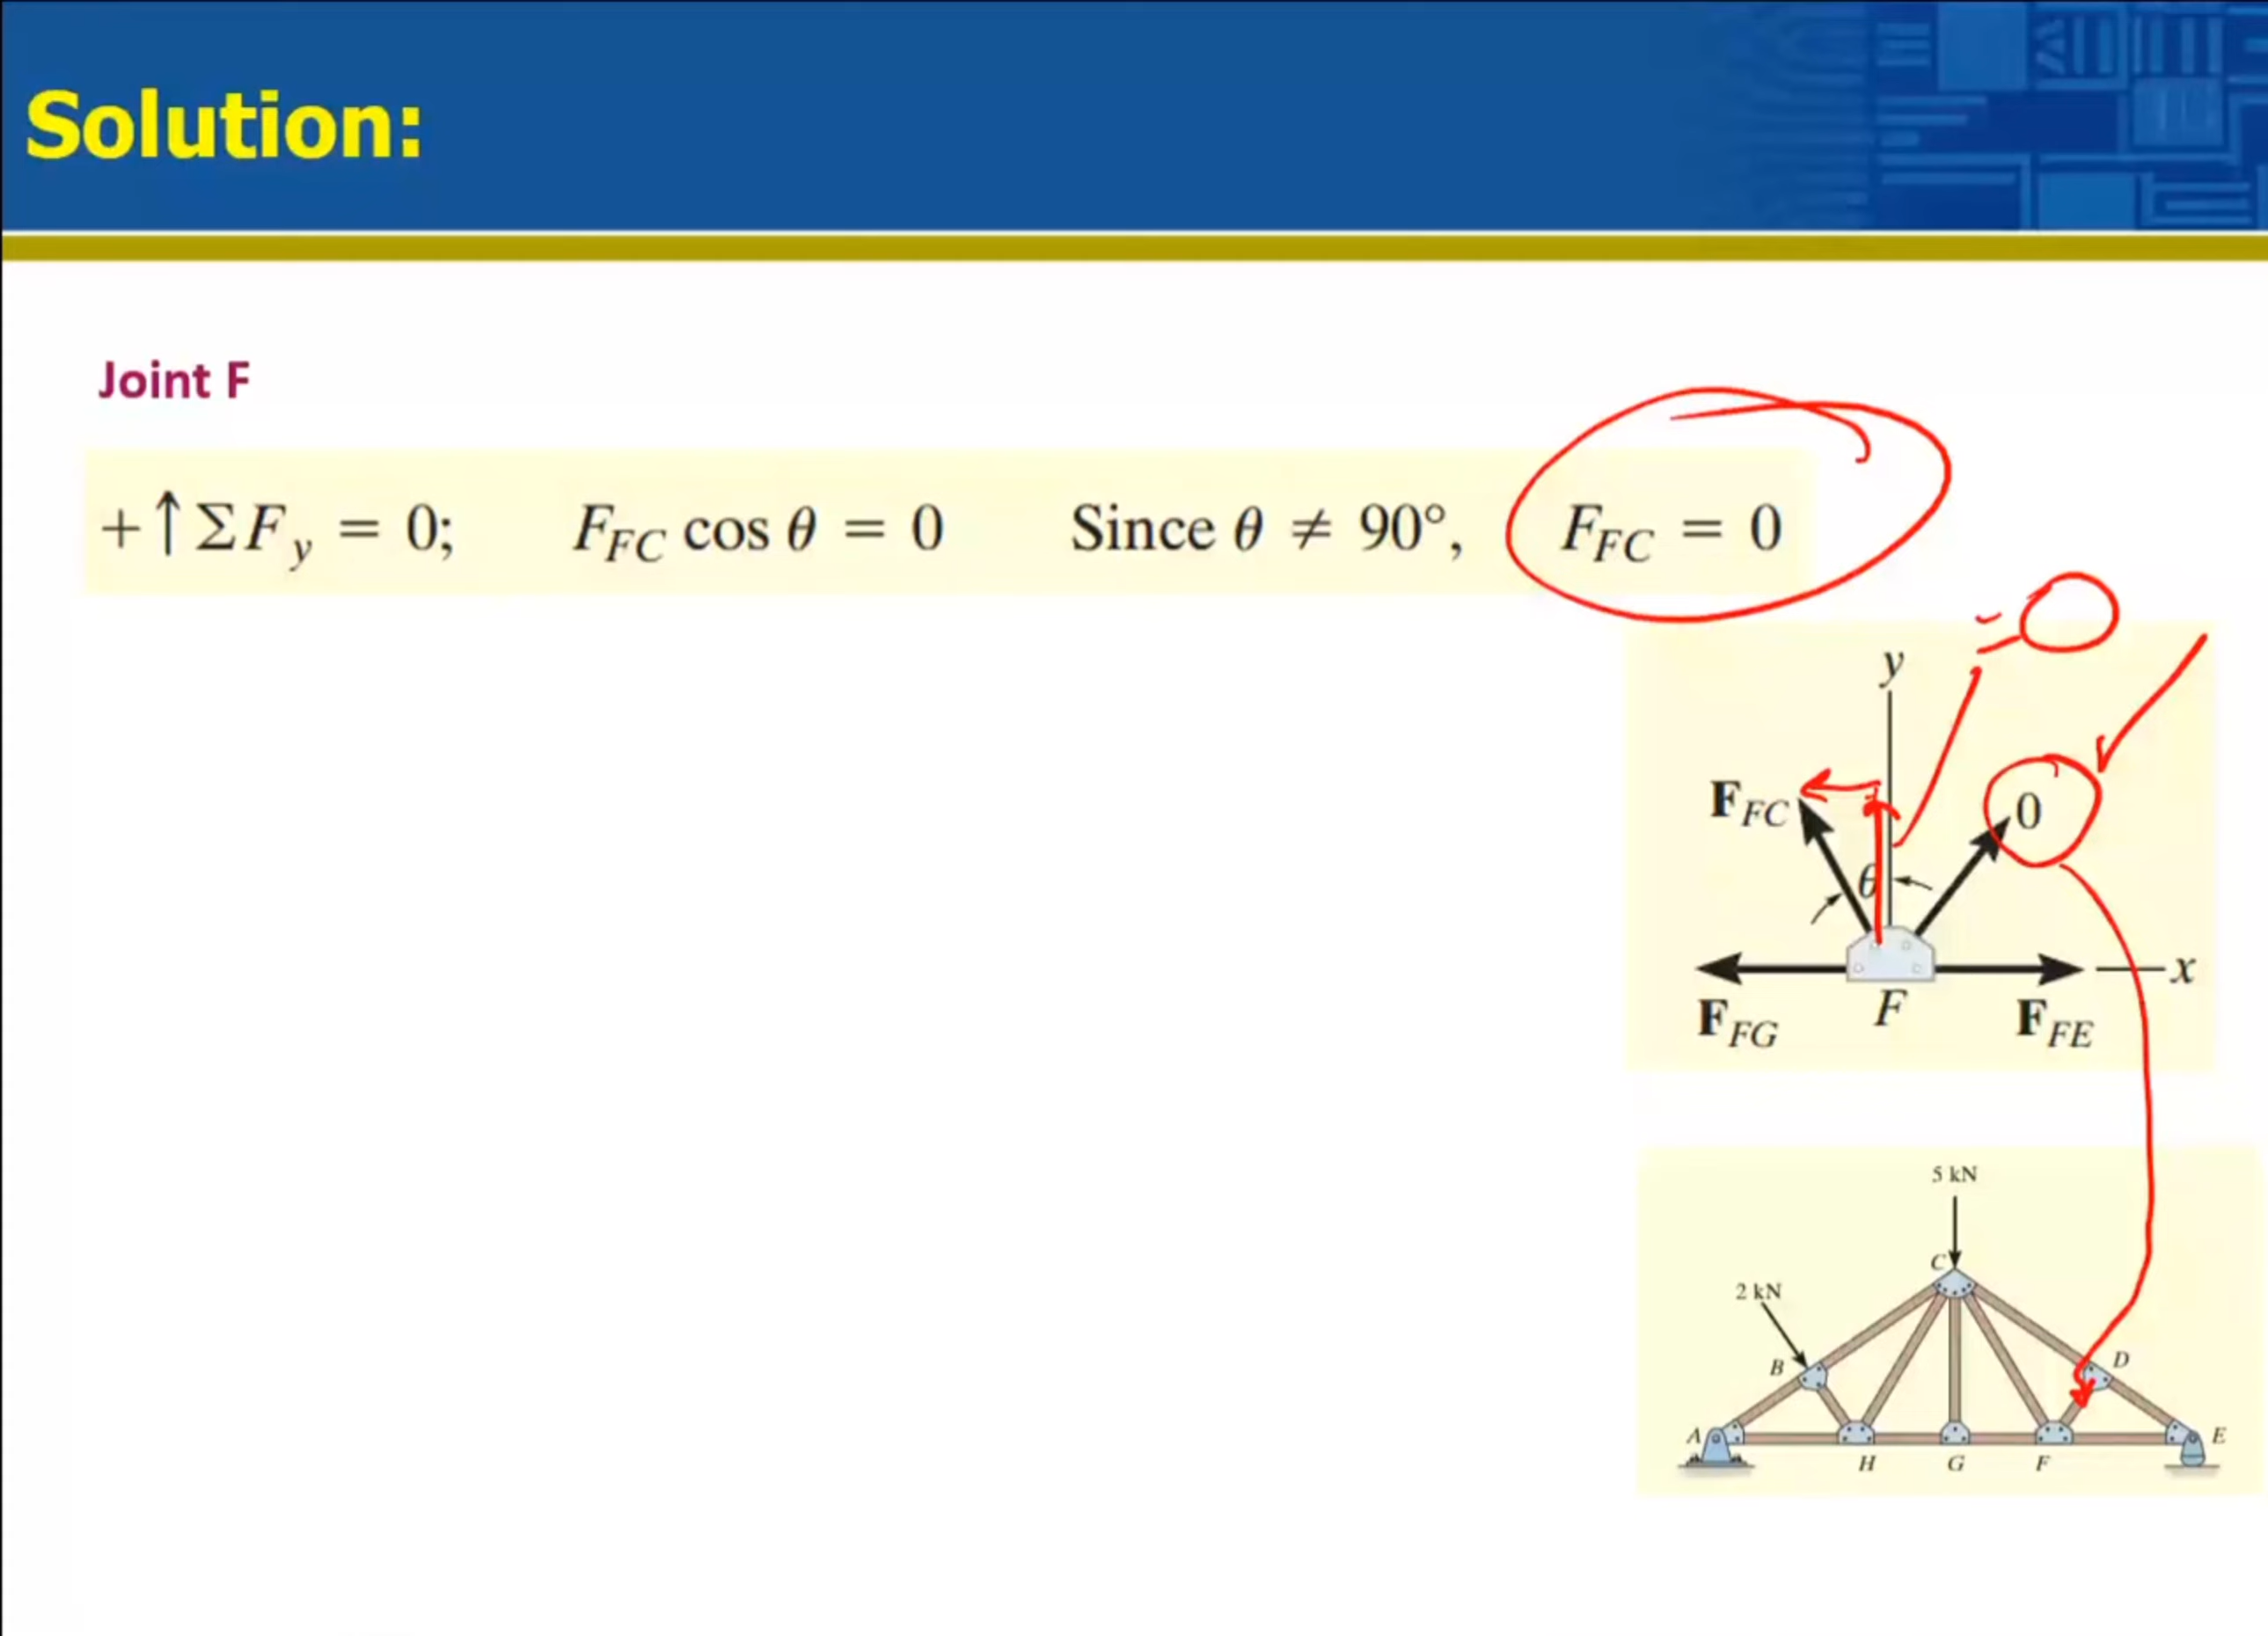 Solution:
Joint F
+↑ΣF_y = 0; F_FC cos θ = 0 Since θ ≠ 90°, F_FC = 0
= 0
y
F_FC
0
θ
x
F_FG
F
F_FE
5 kN
C
2 kN
B
D
A
E
H
G
F